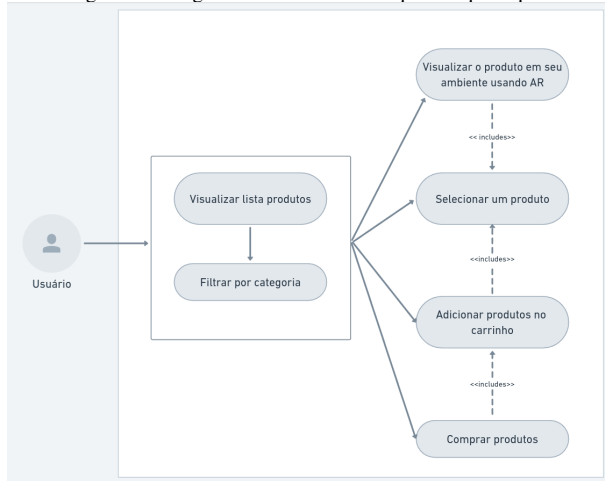 Visualizar o produto em seu
ambiente usando AR
<< includes>>
Visualizar lista produtos
Selecionar um produto
Usuário
Filtrar por categoria
<<includes>>
Adicionar produtos no
carrinho
<<includes>>
Comprar produtos